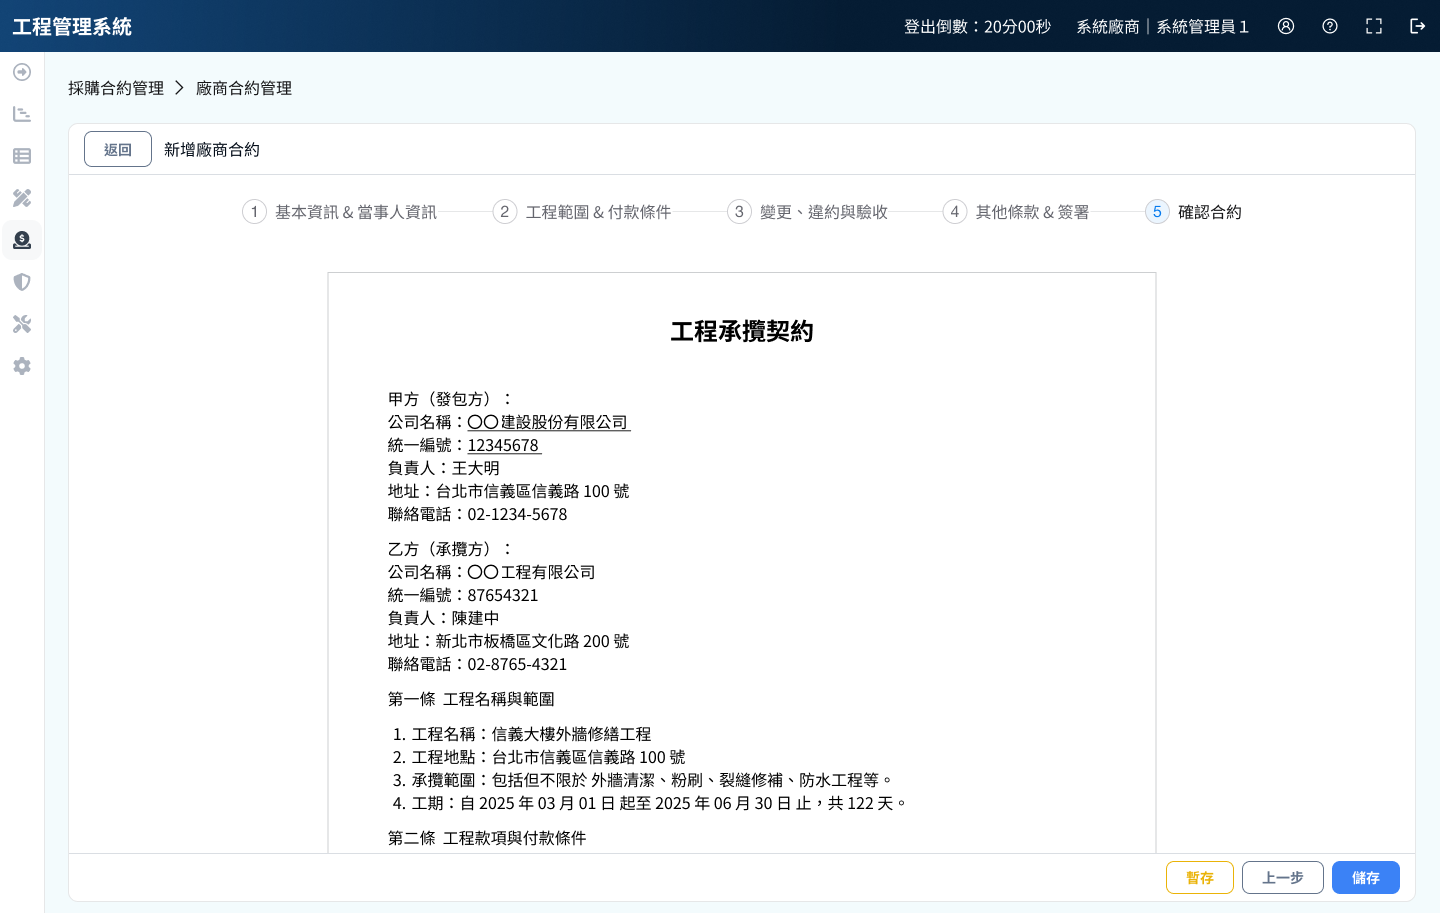 工程管理系統
登出倒數：20分00秒
系統廠商｜系統管理員１
採購合約管理 > 廠商合約管理
返回
新增廠商合約
1 基本資訊 & 當事人資訊
2 工程範圍 & 付款條件
3 變更、違約與驗收
4 其他條款 & 簽署
5 確認合約
工程承攬契約
甲方（發包方）：
公司名稱：〇〇建設股份有限公司
統一編號：12345678
負責人：王大明
地址：台北市信義區信義路 100 號
聯絡電話：02-1234-5678
乙方（承攬方）：
公司名稱：〇〇工程有限公司
統一編號：87654321
負責人：陳建中
地址：新北市板橋區文化路 200 號
聯絡電話：02-8765-4321
第一條 工程名稱與範圍
1. 工程名稱：信義大樓外牆修繕工程
2. 工程地點：台北市信義區信義路 100 號
3. 承攬範圍：包括但不限於 外牆清潔、粉刷、裂縫修補、防水工程等。
4. 工期：自 2025 年 03 月 01 日 起至 2025 年 06 月 30 日 止，共 122 天。
第二條 工程款項與付款條件
暫存
上一步
儲存